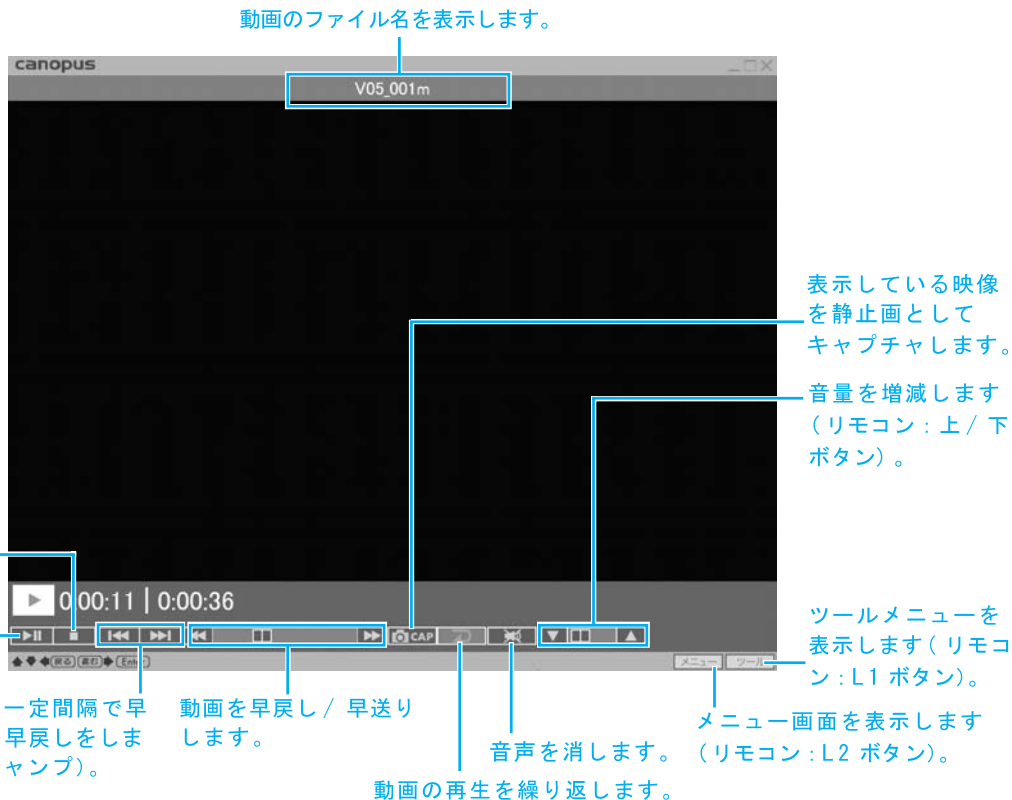 動画のファイル名を表示します。
canopus
V05_001m
表示している映像
を静止画として
キャプチャします。
音量を増減します
(リモコン:上/下
ボタン)。
0:00:11 | 0:00:36
CAP
戻る 進む Enter
メニュー ツール
ツールメニューを
表示します(リモコ
ン:L1 ボタン)。
一定間隔で早
早戻しをしま
ャンプ)。
動画を早戻し/早送り
します。
メニュー画面を表示します
(リモコン:L2 ボタン)。
音声を消します。
動画の再生を繰り返します。